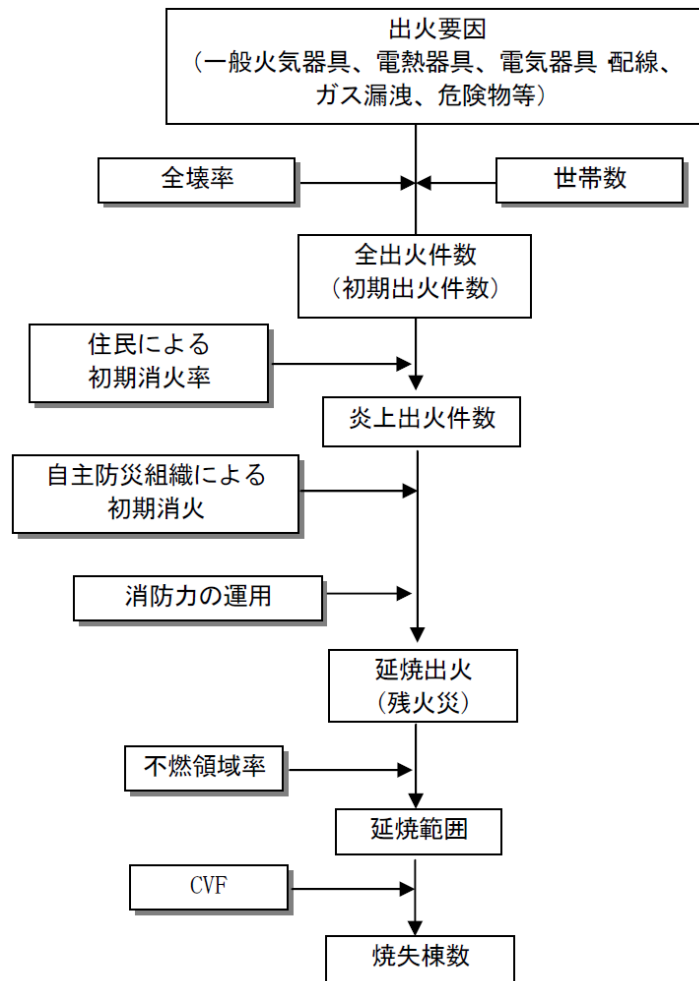 出火要因
（一般火気器具、電熱器具、電気器具・配線、
ガス漏洩、危険物等）
全壊率
世帯数
全出火件数
（初期出火件数）
住民による
初期消火率
炎上出火件数
自主防災組織による
初期消火
消防力の運用
延焼出火
（残火災）
不燃領域率
延焼範囲
CVF
焼失棟数